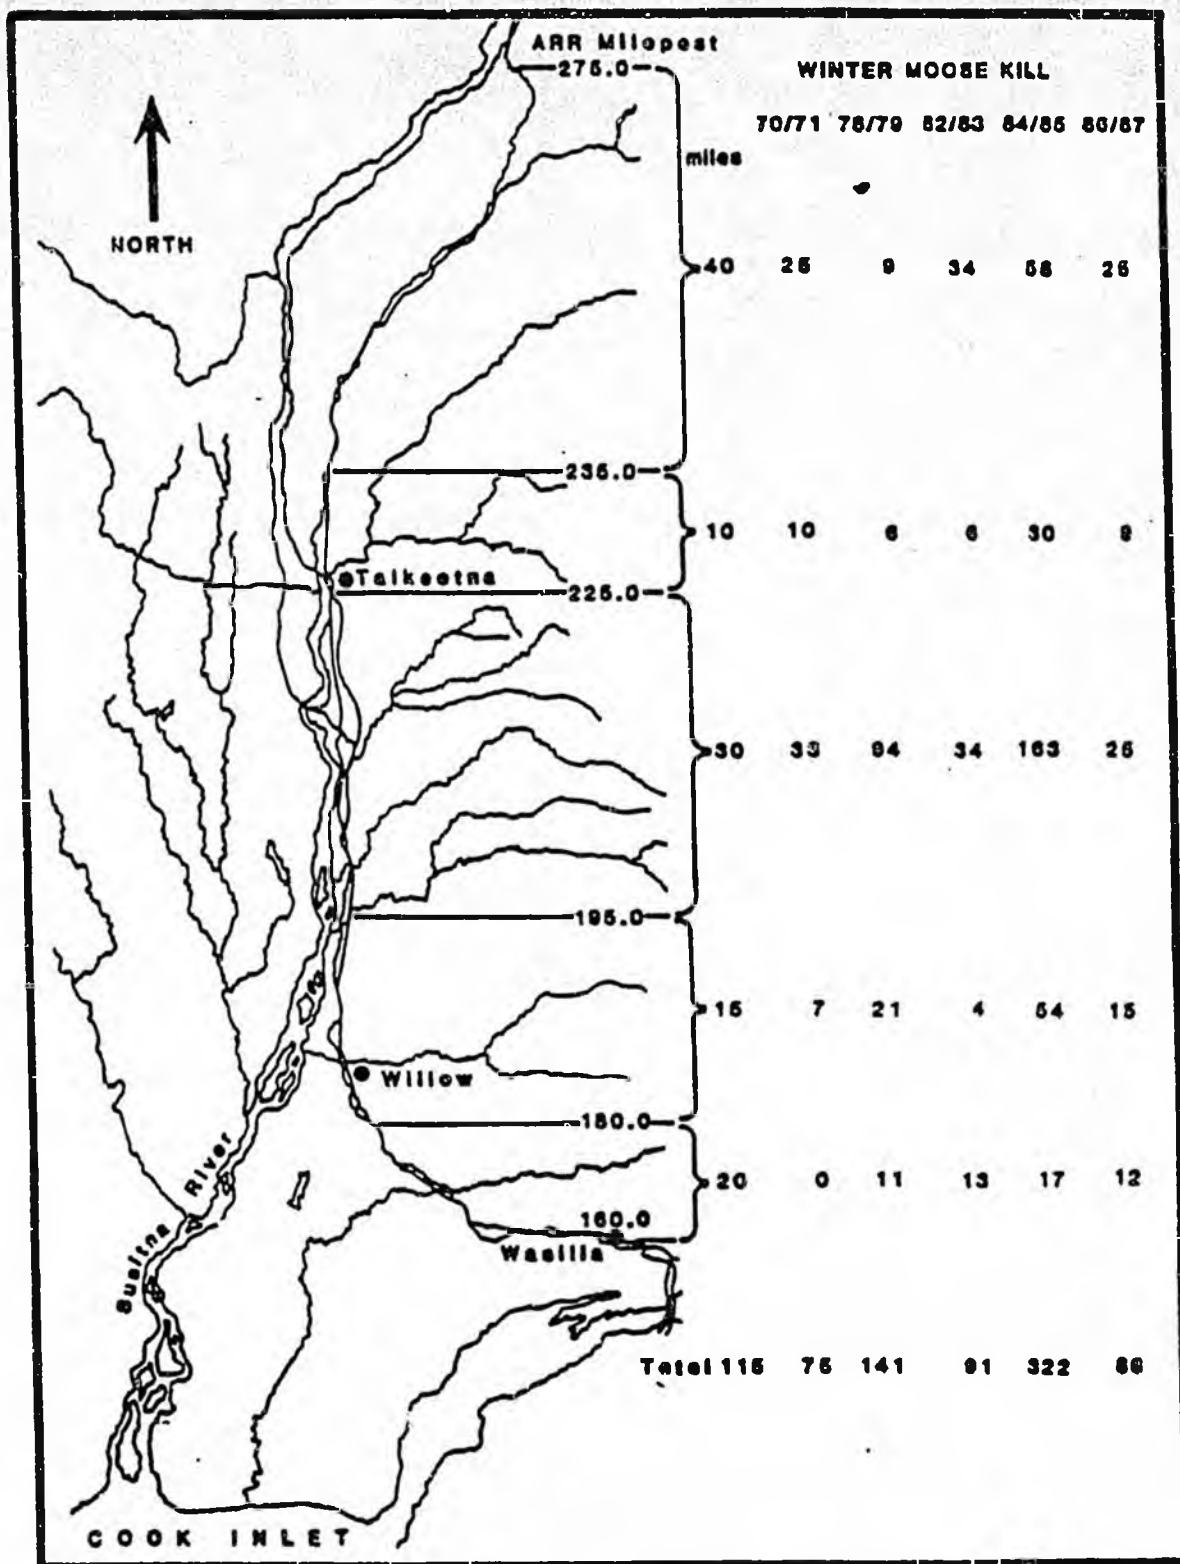 ARR Milepost
275.0
WINTER MOOSE KILL
70/71 78/79 82/83 84/85 86/87
miles
NORTH
40 25 9 34 58 25
235.0
10 10 6 6 30 9
Talkeetna
225.0
30 33 94 34 163 25
195.0
15 7 21 4 54 15
Willow
180.0
20 0 11 13 17 12
Susitna River
160.0
Wasilla
Total 115 75 141 91 322 86
COOK INLET